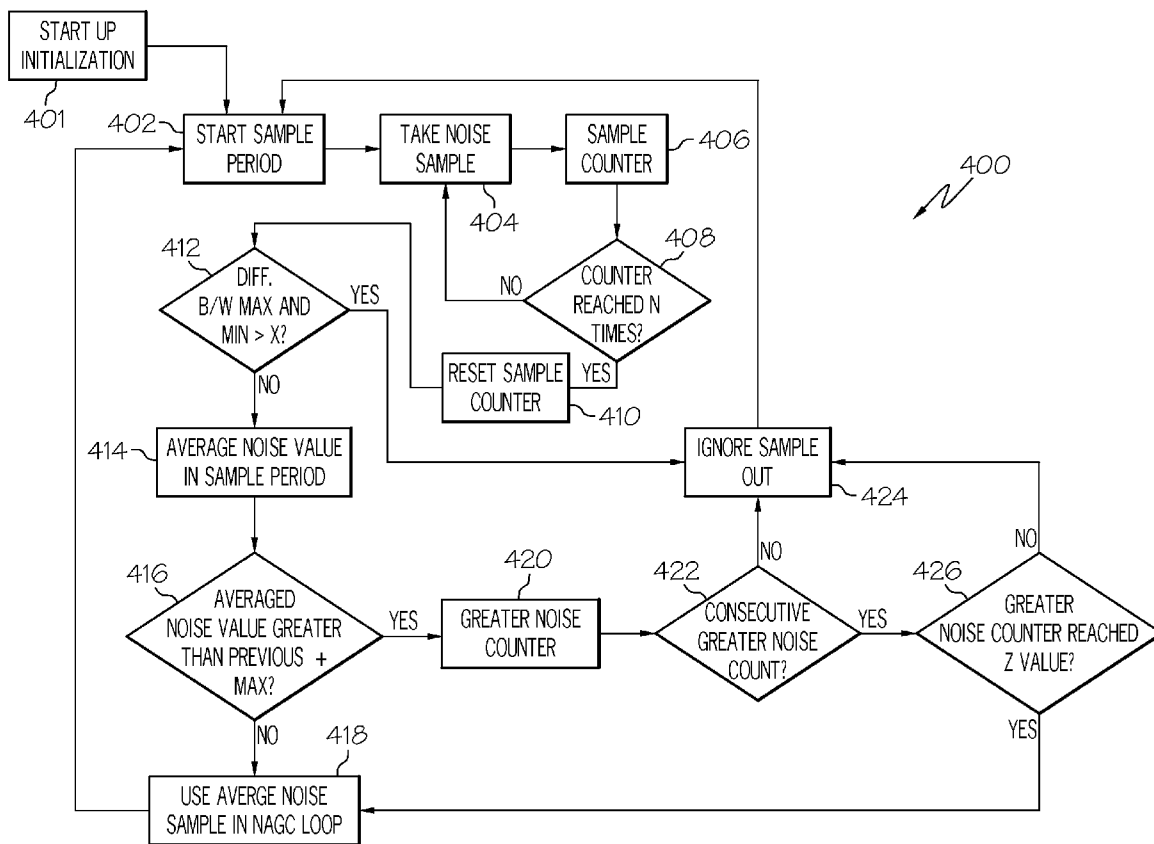 START UP
INITIALIZATION
401
402
START SAMPLE
PERIOD
TAKE NOISE
SAMPLE
404
SAMPLE
COUNTER
406
400
408
COUNTER
REACHED N
TIMES?
NO
YES
RESET SAMPLE
COUNTER
410
412
DIFF.
B/W MAX AND
MIN > X?
YES
NO
414
AVERAGE NOISE VALUE
IN SAMPLE PERIOD
IGNORE SAMPLE
OUT
424
416
AVERAGED
NOISE VALUE GREATER
THAN PREVIOUS +
MAX?
YES
NO
420
GREATER NOISE
COUNTER
422
CONSECUTIVE
GREATER NOISE
COUNT?
NO
YES
426
GREATER
NOISE COUNTER REACHED
Z VALUE?
NO
YES
418
USE AVERGE NOISE
SAMPLE IN NAGC LOOP